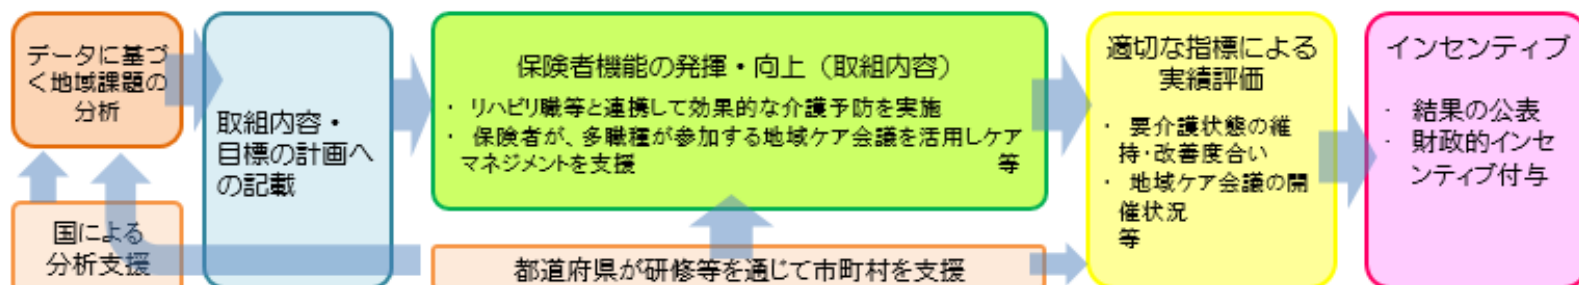 データに基づ
く地域課題の
分析
国による
分析支援
取組内容・
目標の計画へ
の記載
保険者機能の発揮・向上（取組内容）
・ リハビリ職等と連携して効果的な介護予防を実施
・ 保険者が、多職種が参加する地域ケア会議を活用しケア
マネジメントを支援 等
都道府県が研修等を通じて市町村を支援
適切な指標による
実績評価
・ 要介護状態の維
持・改善度合い
・ 地域ケア会議の開
催状況
等
インセンティブ
・ 結果の公表
・ 財政的インセ
ンティブ付与